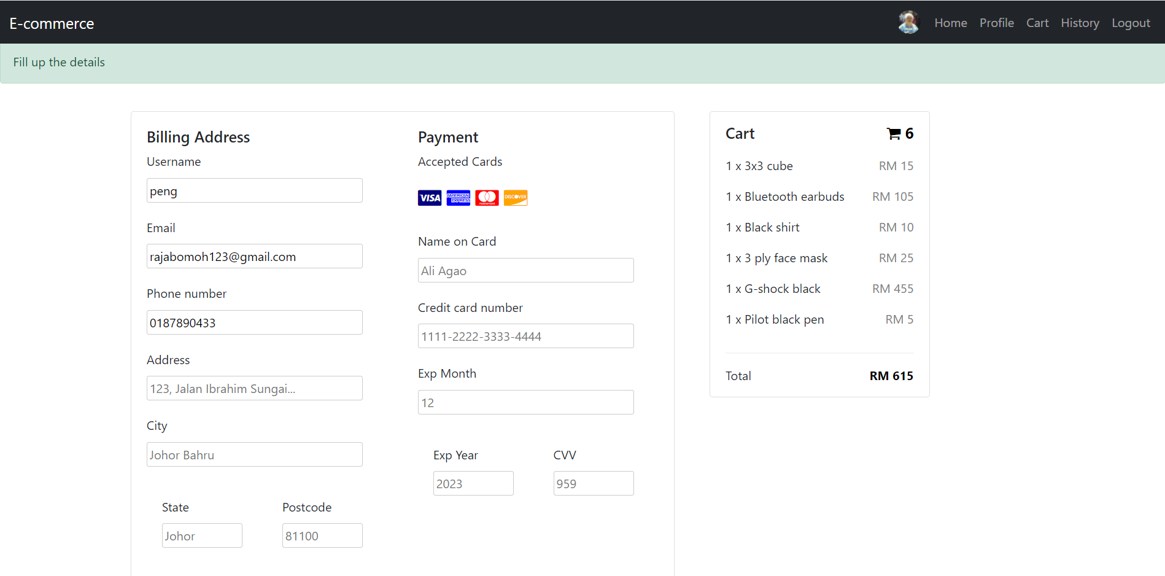 E-commerce
Home Profile Cart History Logout
Fill up the details
Billing Address
Username
peng
Email
rajabomoh123@gmail.com
Phone number
0187890433
Address
123, Jalan Ibrahim Sungai...
City
Johor Bahru
State Postcode
Johor 81100
Payment
Accepted Cards
VISA AMERICAN EXPRESS DISCOVER
Name on Card
Ali Agao
Credit card number
1111-2222-3333-4444
Exp Month
12
Exp Year CVV
2023 959
Cart 6
1 x 3x3 cube RM 15
1 x Bluetooth earbuds RM 105
1 x Black shirt RM 10
1 x 3 ply face mask RM 25
1 x G-shock black RM 455
1 x Pilot black pen RM 5
Total RM 615